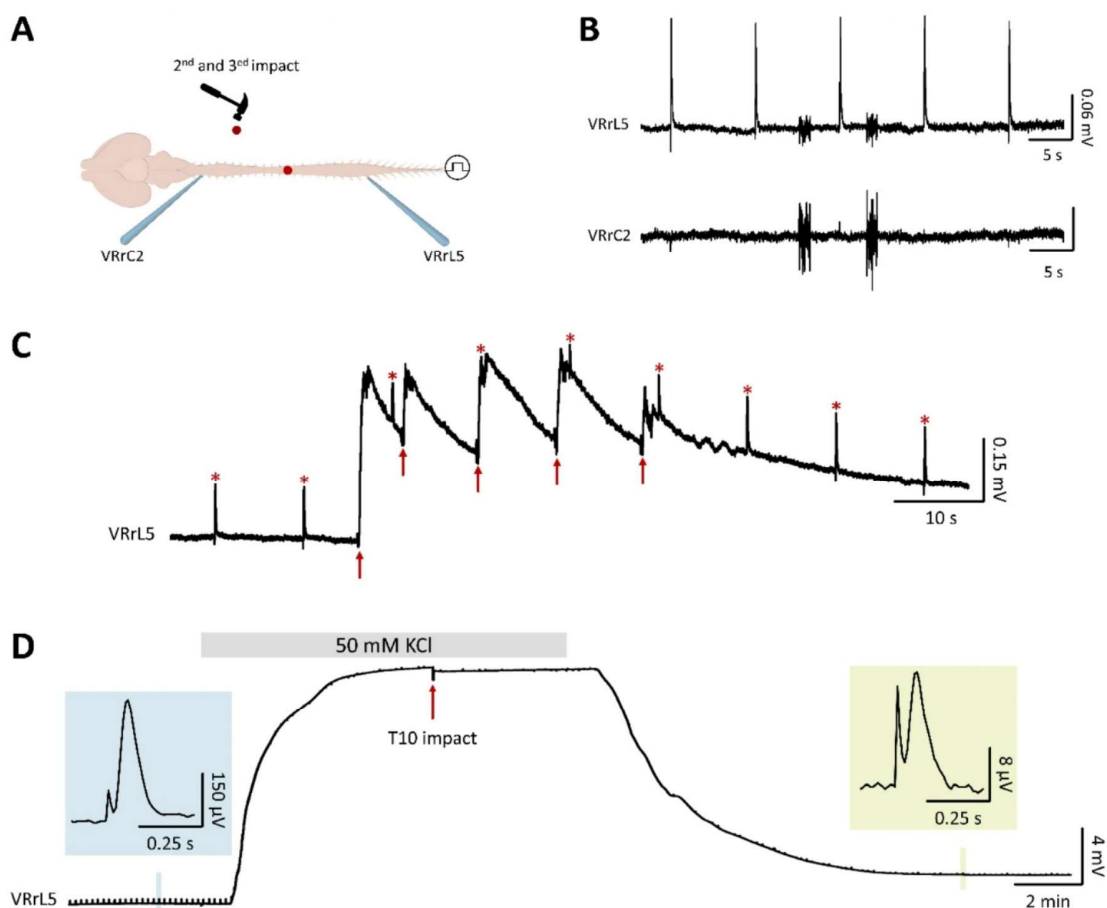 A
2nd and 3ed impact
VRrC2
VRrL5
B
VRrL5
0.06 mV
5 s
VRrC2
5 s
C
* * * * * * * *
VRrL5
0.15 mV
10 s
D
50 mM KCl
T10 impact
150 µV
0.25 s
8 µV
0.25 s
VRrL5
4 mV
2 min